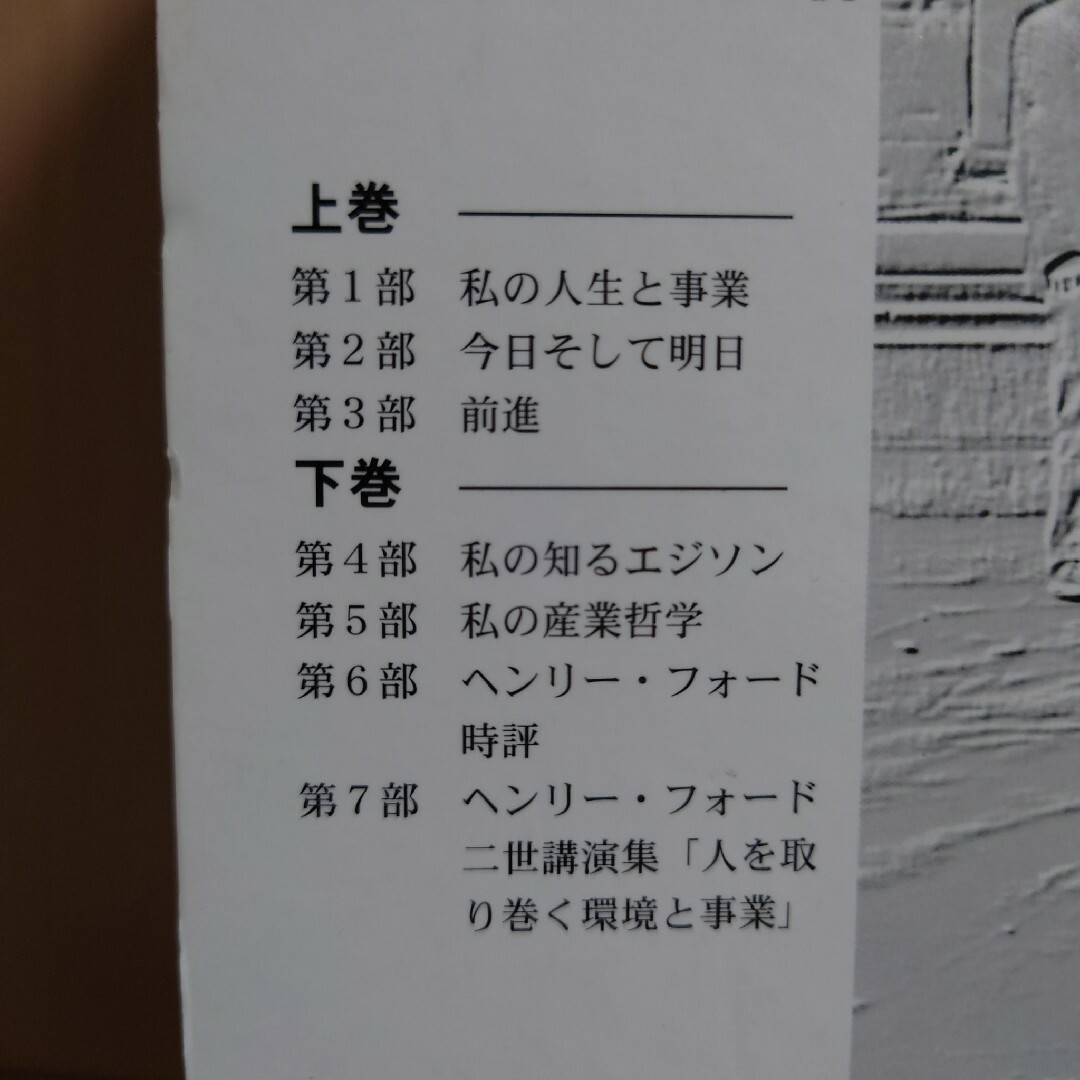 上巻
第1部 私の人生と事業
第2部 今日そして明日
第3部 前進
下巻
第4部 私の知るエジソン
第5部 私の産業哲学
第6部 ヘンリー・フォード
時評
第7部 ヘンリー・フォード
二世講演集「人を取
り巻く環境と事業」